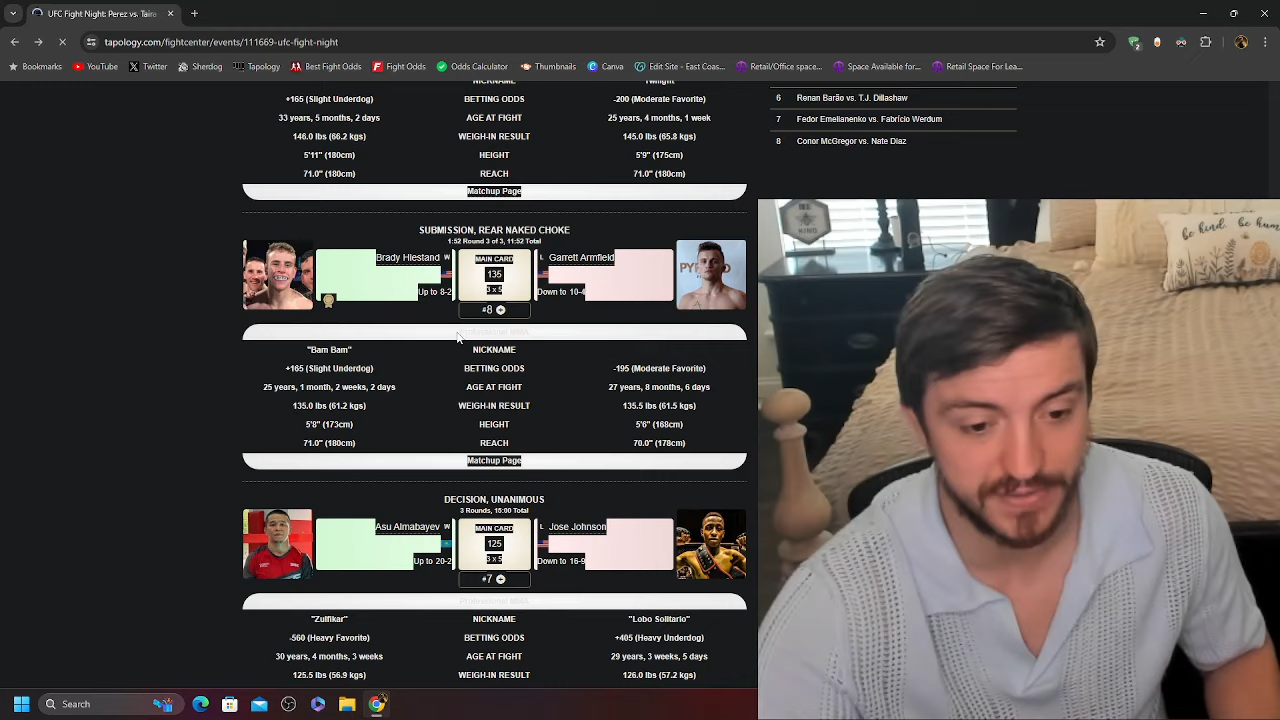 UFC Fight Night: Perez vs. Taira
tapology.com/fightcenter/events/111669-ufc-fight-night
2
Bookmarks YouTube Twitter Sherdog Tapology Best Fight Odds Fight Odds Odds Calculator Thumbnails Canva Edit Site - East Coas... Retail/Office space... Space Available for... Retail Space For Lea...
NICKNAME "Twilight"
+165 (Slight Underdog) BETTING ODDS -200 (Moderate Favorite)
33 years, 5 months, 2 days AGE AT FIGHT 25 years, 4 months, 1 week
146.0 lbs (66.2 kgs) WEIGH-IN RESULT 145.0 lbs (65.8 kgs)
5'11" (180cm) HEIGHT 5'9" (175cm)
71.0" (180cm) REACH 71.0" (180cm)
Matchup Page
6 Renan Barão vs. T.J. Dillashaw
7 Fedor Emelianenko vs. Fabrício Werdum
8 Conor McGregor vs. Nate Diaz
SUBMISSION, REAR NAKED CHOKE
1:52 Round 3 of 3, 11:52 Total
Brady Hiestand W MAIN CARD L Garrett Armfield
135
Up to 8-2 3 x 5 Down to 10-4
#8
Professional MMA
"Bam Bam" NICKNAME
+165 (Slight Underdog) BETTING ODDS -195 (Moderate Favorite)
25 years, 1 month, 2 weeks, 2 days AGE AT FIGHT 27 years, 8 months, 6 days
135.0 lbs (61.2 kgs) WEIGH-IN RESULT 135.5 lbs (61.5 kgs)
5'8" (173cm) HEIGHT 5'6" (168cm)
71.0" (180cm) REACH 70.0" (178cm)
Matchup Page
DECISION, UNANIMOUS
3 Rounds, 15:00 Total
Asu Almabayev W MAIN CARD L Jose Johnson
125
Up to 20-2 3 x 5 Down to 16-9
#7
Professional MMA
"Zulfikar" NICKNAME "Lobo Solitario"
-560 (Heavy Favorite) BETTING ODDS +405 (Heavy Underdog)
30 years, 4 months, 3 weeks AGE AT FIGHT 29 years, 3 weeks, 5 days
125.5 lbs (56.9 kgs) WEIGH-IN RESULT 126.0 lbs (57.2 kgs)
be kind.
Search